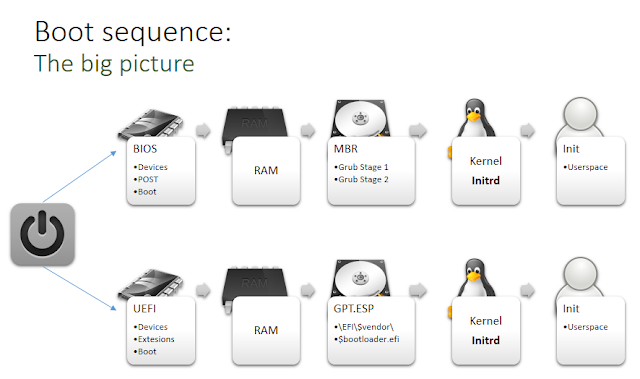 Boot sequence:
The big picture
RAM
BIOS
•Devices
•POST
•Boot
RAM
MBR
•Grub Stage 1
•Grub Stage 2
Kernel
Initrd
Init
•Userspace
RAM
UEFI
•Devices
•Extesions
•Boot
RAM
GPT.ESP
•\EFI\$vendor\
•$bootloader.efi
Kernel
Initrd
Init
•Userspace